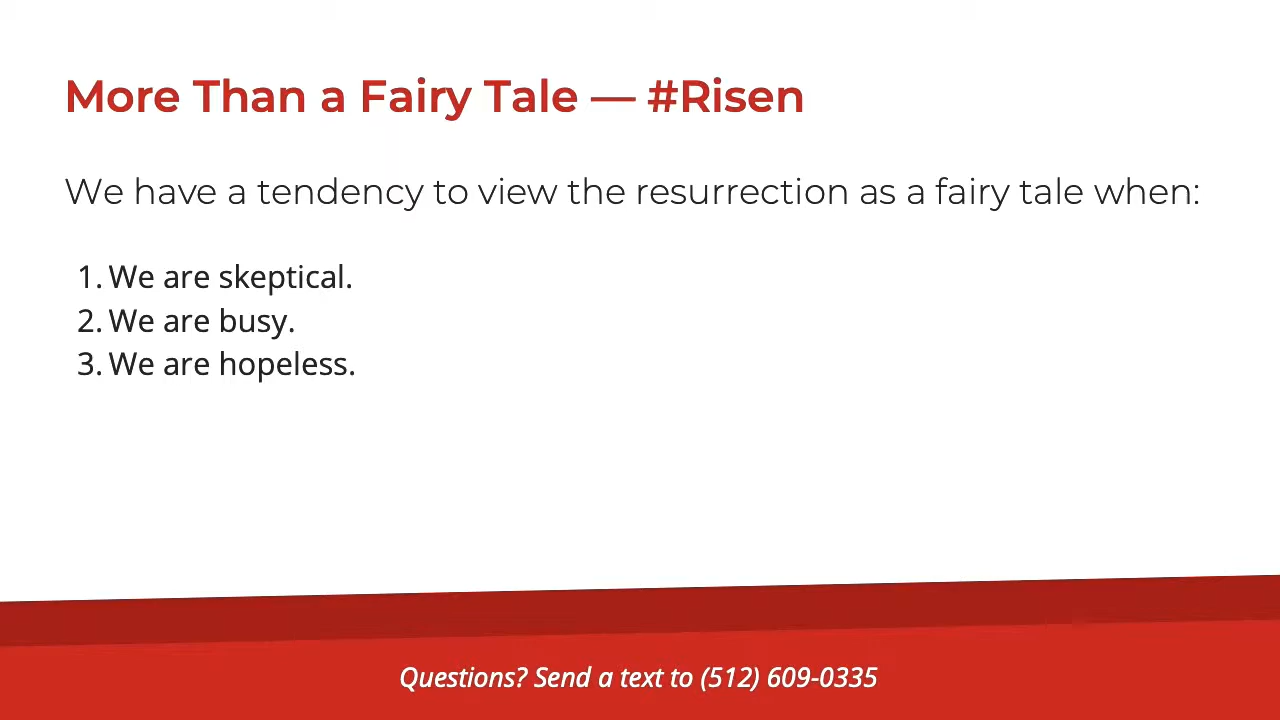 More Than a Fairy Tale — #Risen
We have a tendency to view the resurrection as a fairy tale when:
1. We are skeptical.
2. We are busy.
3. We are hopeless.
Questions? Send a text to (512) 609-0335